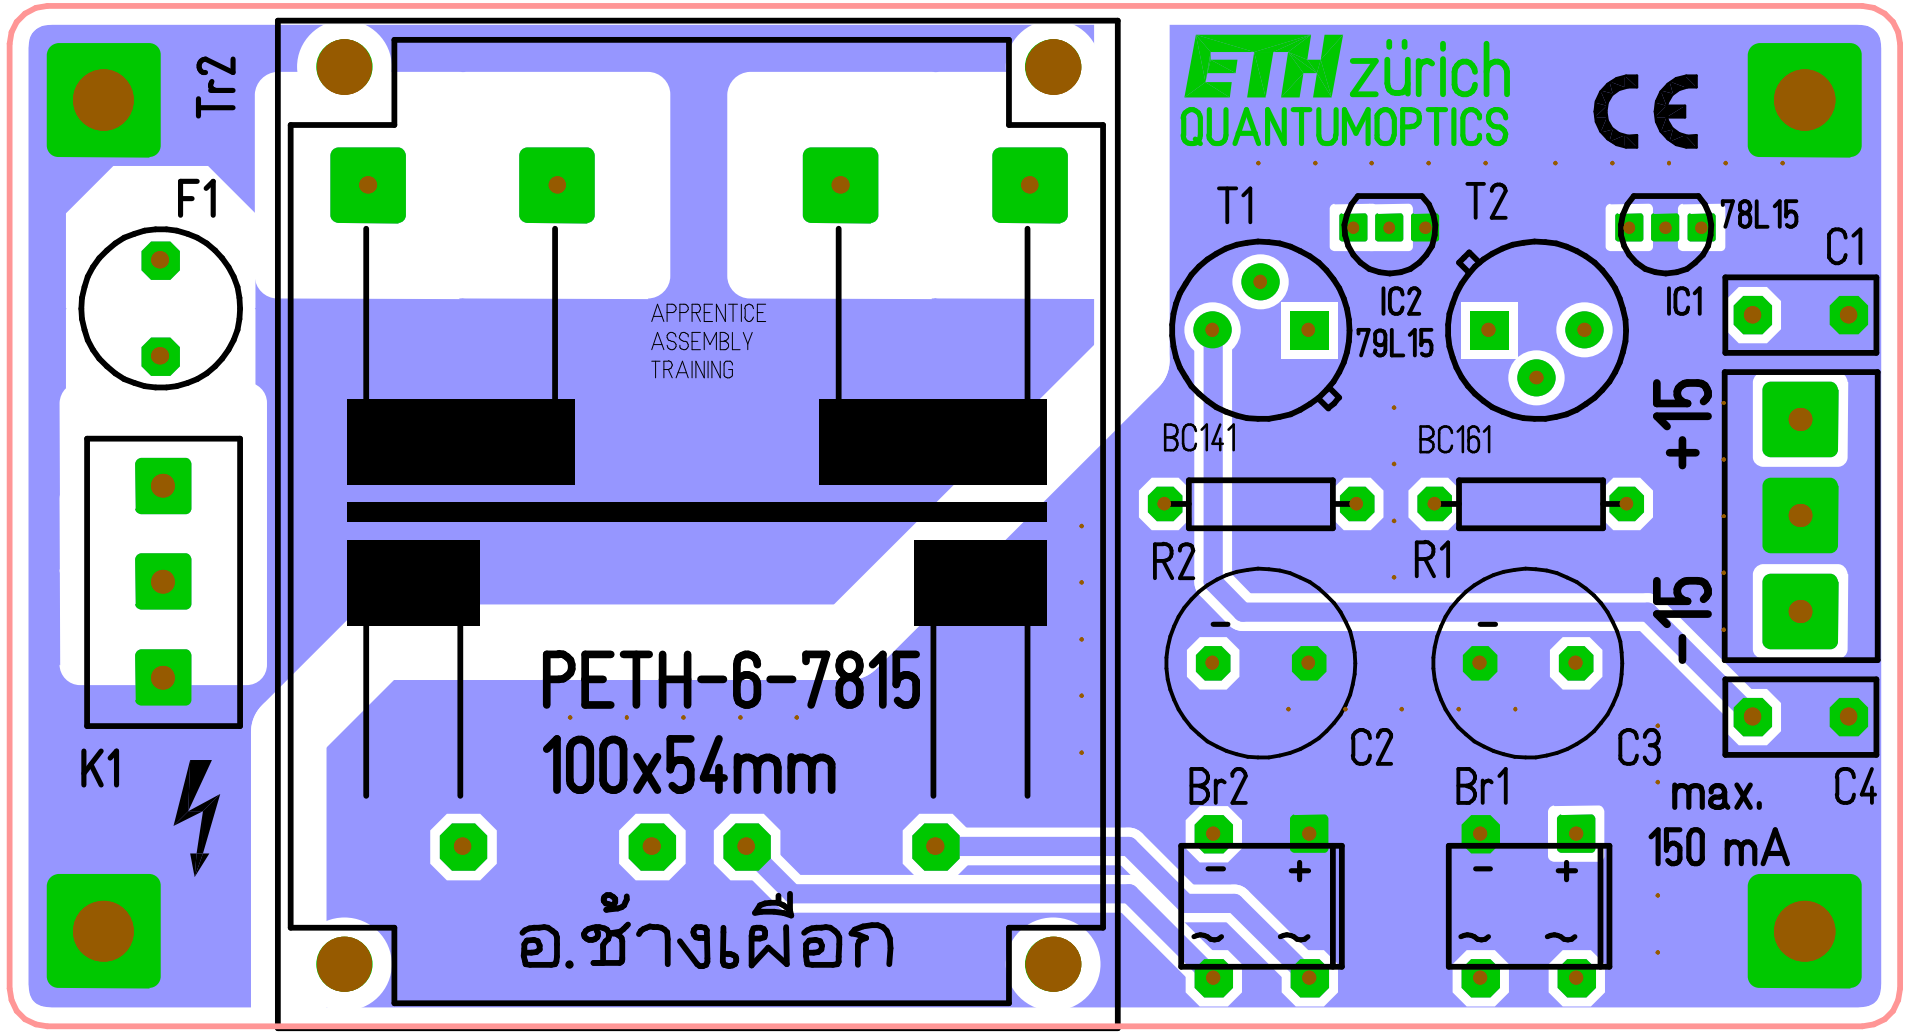 Tr2
ETH zürich
QUANTUMOPTICS
CE
F1
T1
T2
78L15
C1
IC2
79L15
IC1
APPRENTICE
ASSEMBLY
TRAINING
+15
BC141
BC161
R2
R1
-15
-
-
PETH-6-7815
100x54mm
K1
C2
C3
Br2
Br1
max.
150 mA
C4
- +
- +
~ ~
~ ~
อ.ช้างเผือก